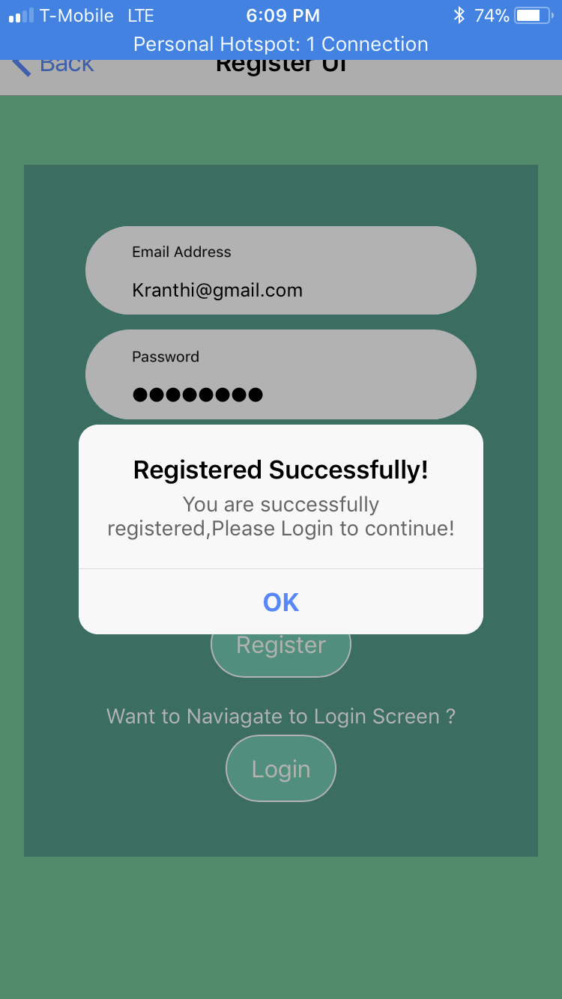 T-Mobile LTE 6:09 PM 74%
Personal Hotspot: 1 Connection
Back Register UI
Email Address
Kranthi@gmail.com
Password
●●●●●●●●
Registered Successfully!
You are successfully
registered,Please Login to continue!
OK
Register
Want to Naviagate to Login Screen ?
Login